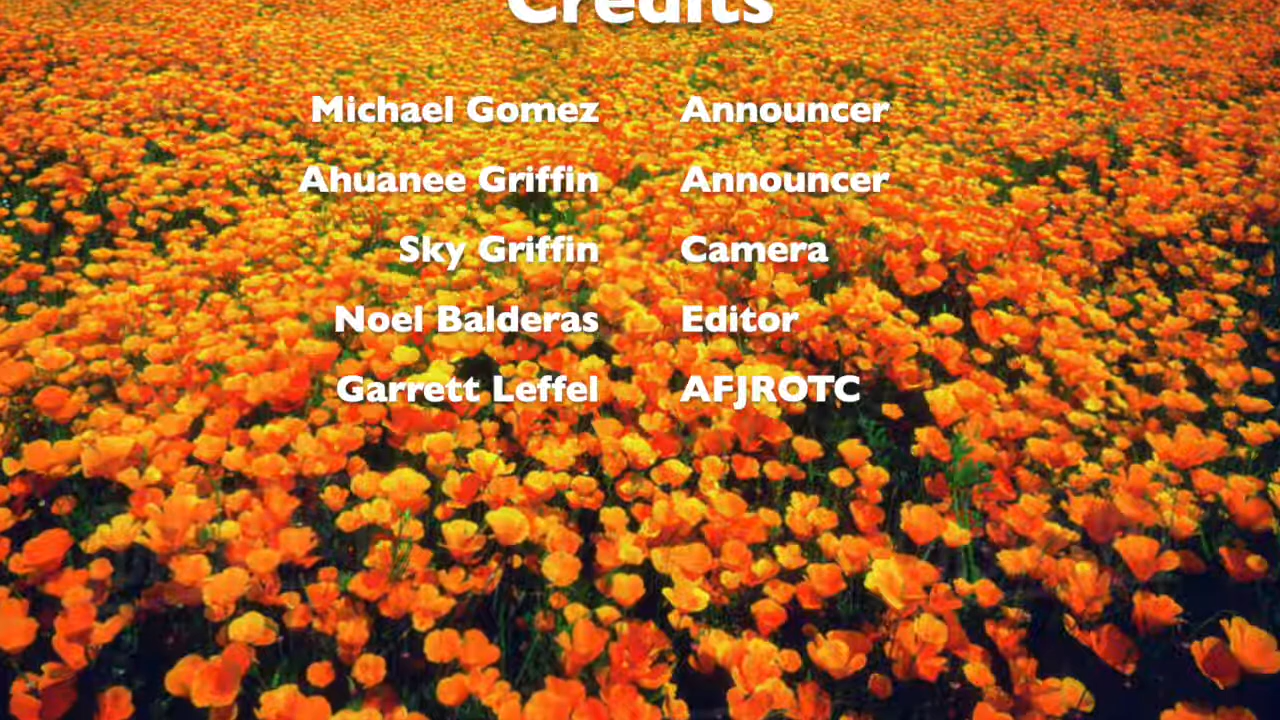 Credits
Michael Gomez Announcer
Ahuanee Griffin Announcer
Sky Griffin Camera
Noel Balderas Editor
Garrett Leffel AFJROTC